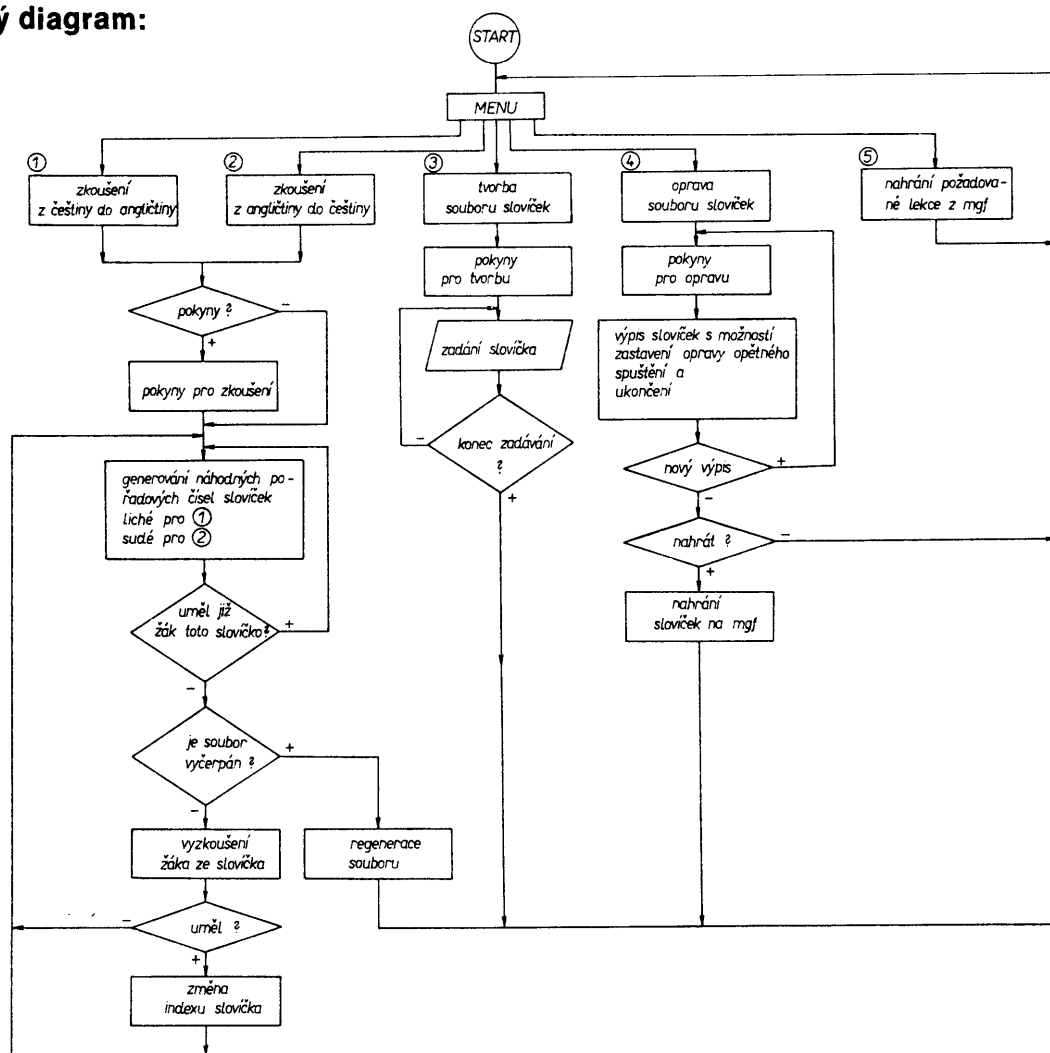 ý diagram:
START
MENU
①
zkoušení
z češtiny do angličtiny
②
zkoušení
z angličtiny do češtiny
③
tvorba
souboru slovíček
④
oprava
souboru slovíček
⑤
nahrání požadova-
né lekce z mgf
pokyny ?
-
+
pokyny pro zkoušení
generování náhodných po-
řadových čísel slovíček
liché pro ①
sudé pro ②
uměl již
žák toto slovíčko?
+
-
je soubor
vyčerpán ?
+
-
vyzkoušení
žáka ze slovíčka
regenerace
souboru
uměl ?
-
+
změna
indexu slovíčka
pokyny
pro tvorbu
zadání slovíčka
konec zadávání
?
-
+
pokyny
pro opravu
výpis slovíček s možností
zastavení opravy opětného
spuštění a
ukončení
nový výpis
+
-
nahrát ?
-
+
nahrání
slovíček na mgf